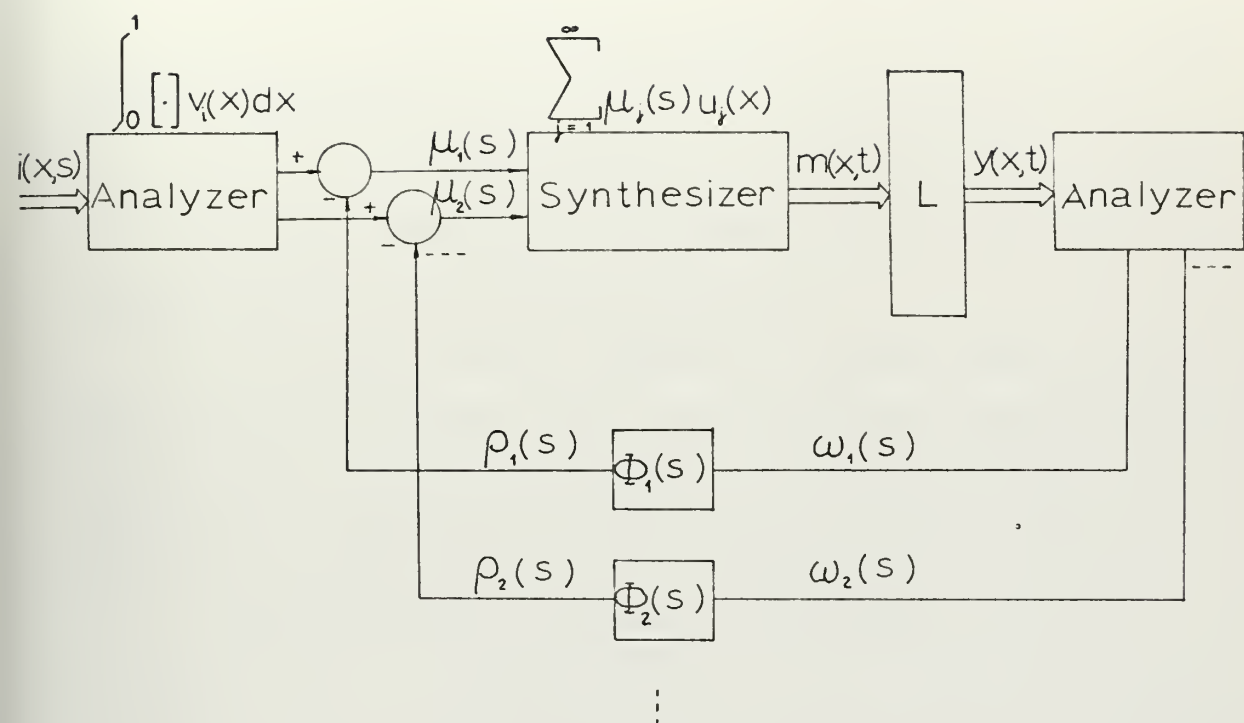 ∫₀¹ [·] vᵢ(x)dx
∞ ∑ j=1 μⱼ(s) uⱼ(x)
i(x,s)
Analyzer
+
-
+
-
μ₁(s)
μ₂(s)
Synthesizer
m(x,t)
L
y(x,t)
Analyzer
ρ₁(s)
Φ₁(s)
ω₁(s)
ρ₂(s)
Φ₂(s)
ω₂(s)